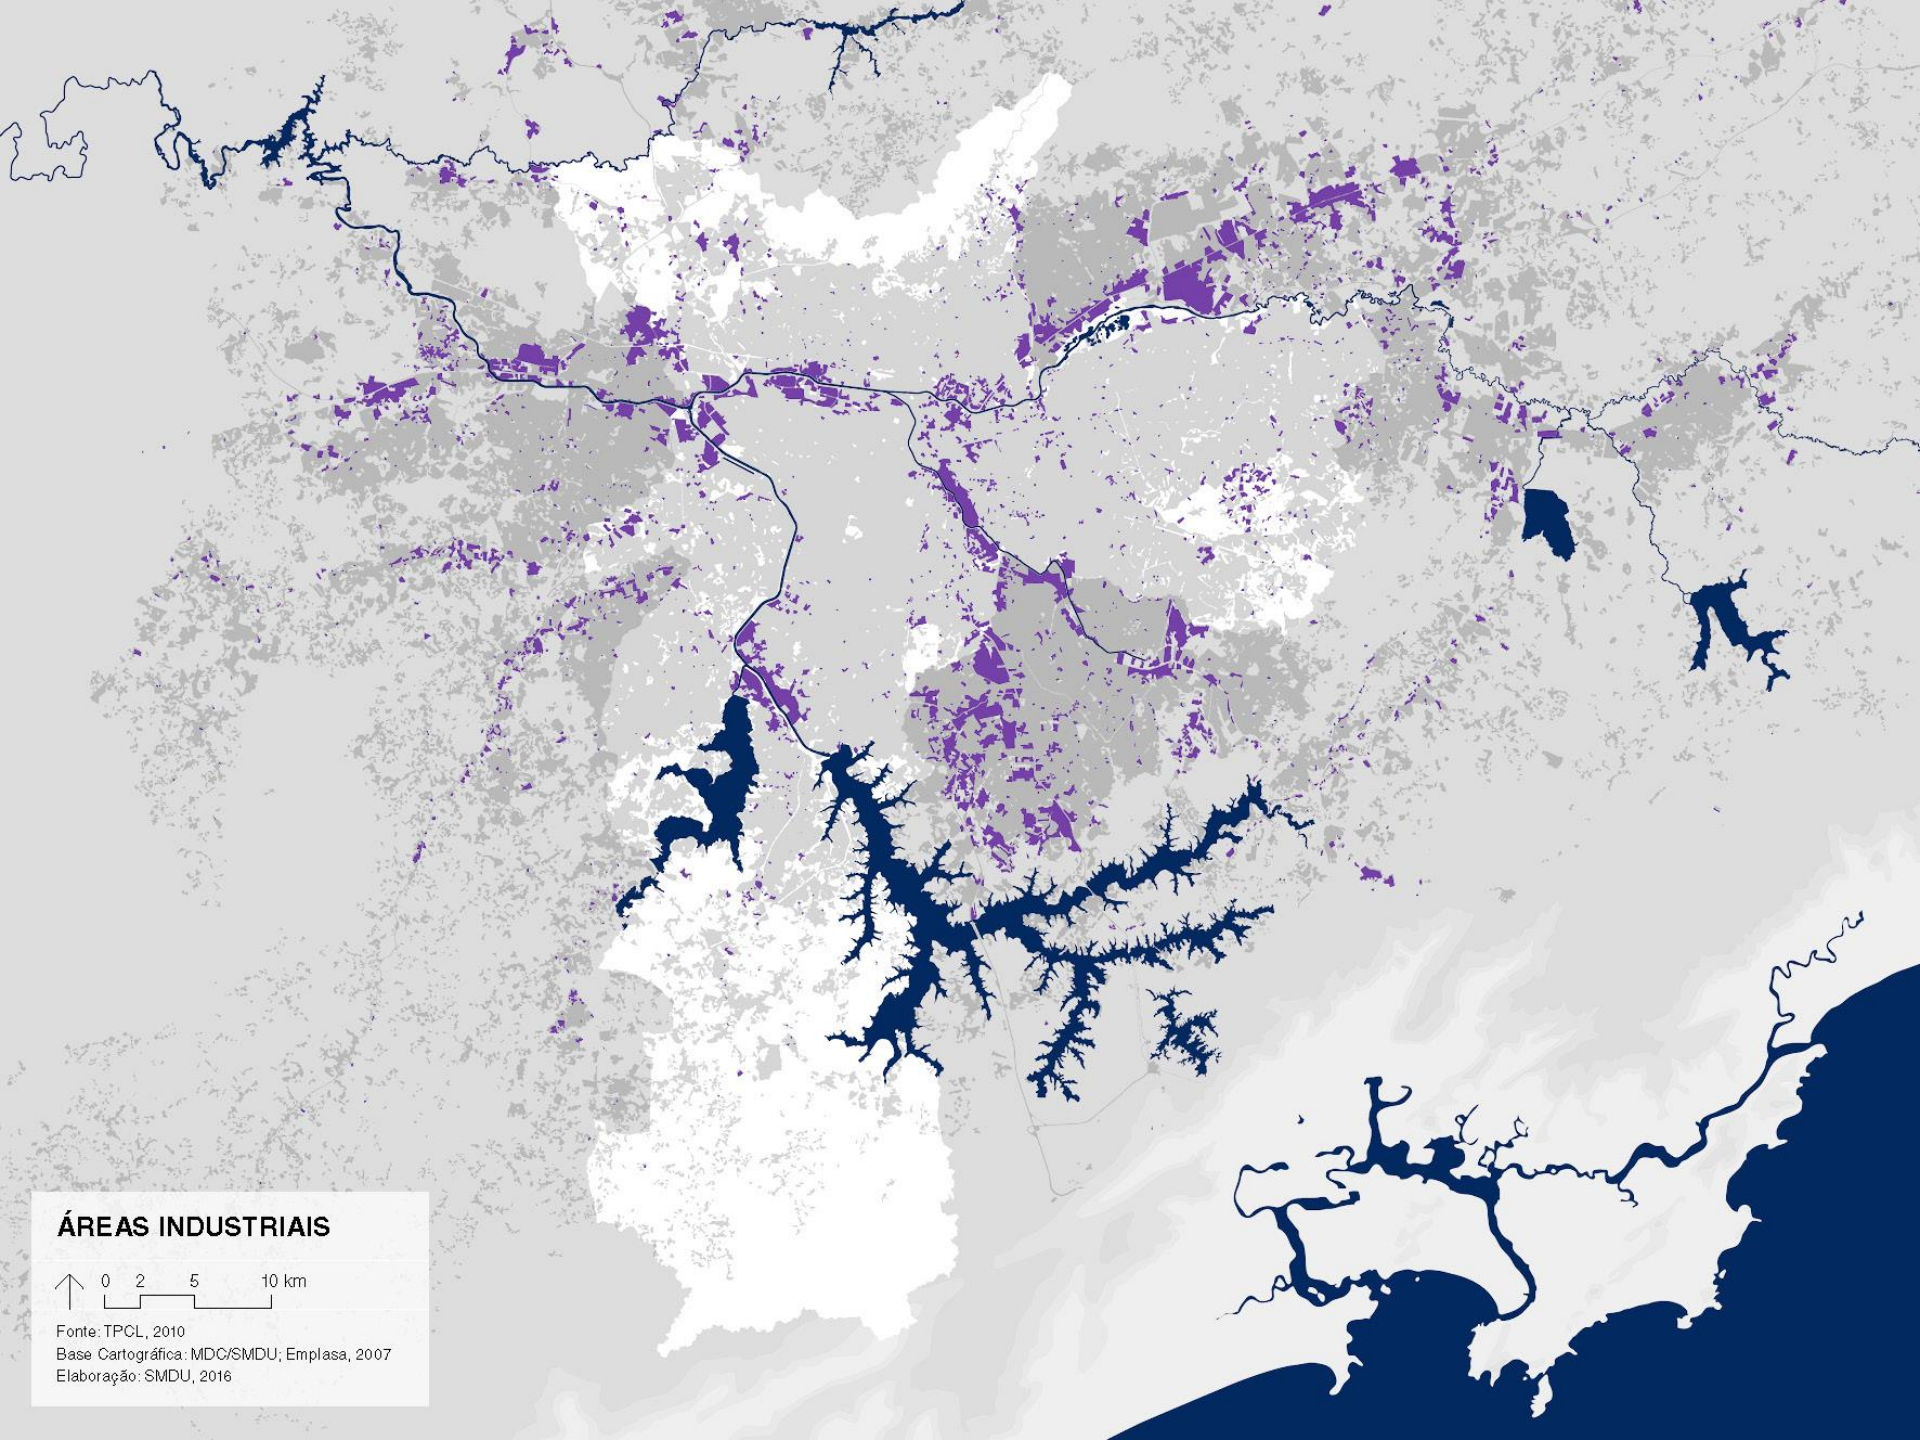 ÁREAS INDUSTRIAIS
0 2 5 10 km
Fonte: TPCL, 2010
Base Cartográfica: MDC/SMDU; Emplasa, 2007
Elaboração: SMDU, 2016